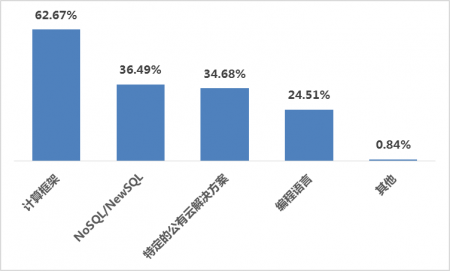 62.67%
36.49%
34.68%
24.51%
0.84%
计算框架
NoSQL/NewSQL
特定的公有云解决方案
编程语言
其他